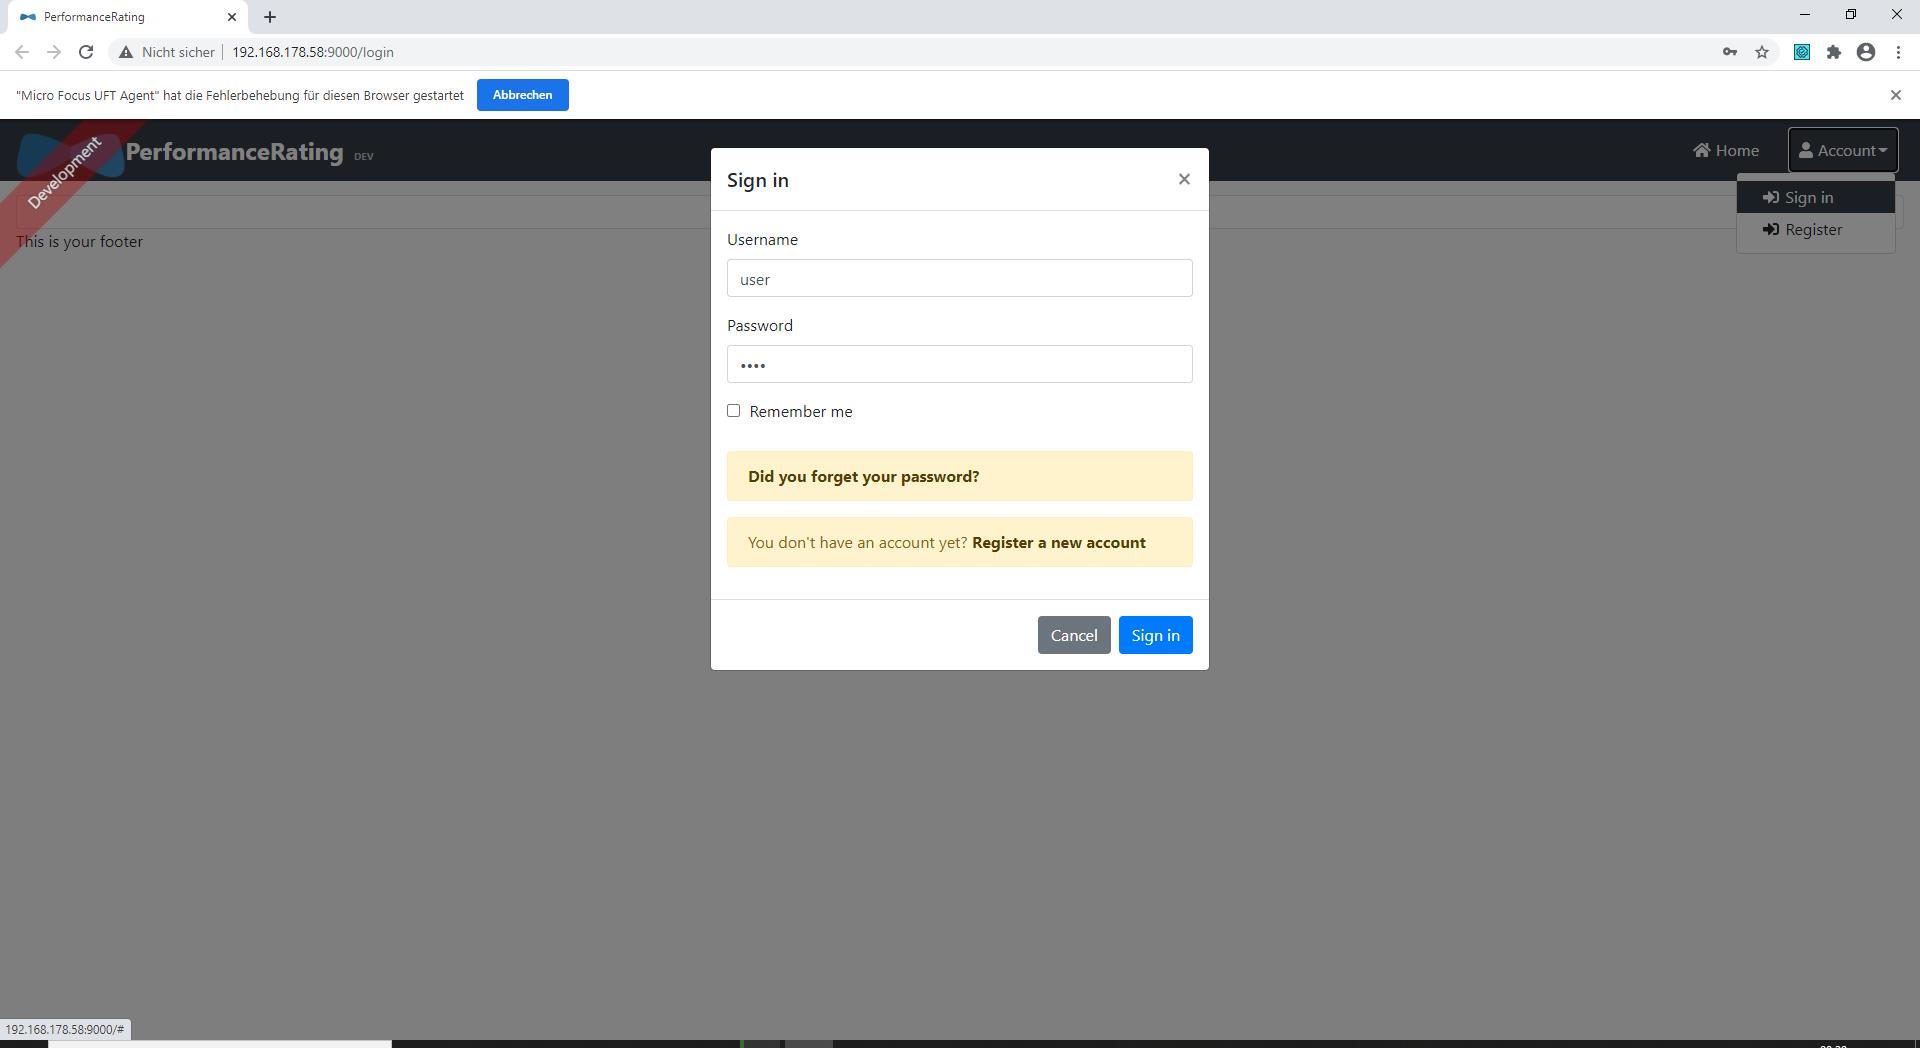 PerformanceRating
Nicht sicher
192.168.178.58:9000/login
"Micro Focus UFT Agent" hat die Fehlerbehebung für diesen Browser gestartet
Abbrechen
Development
PerformanceRating DEV
Home
Account
Sign in
Register
This is your footer
Sign in
Username
user
Password
Remember me
Did you forget your password?
You don't have an account yet? Register a new account
Cancel
Sign in
192.168.178.58:9000/#